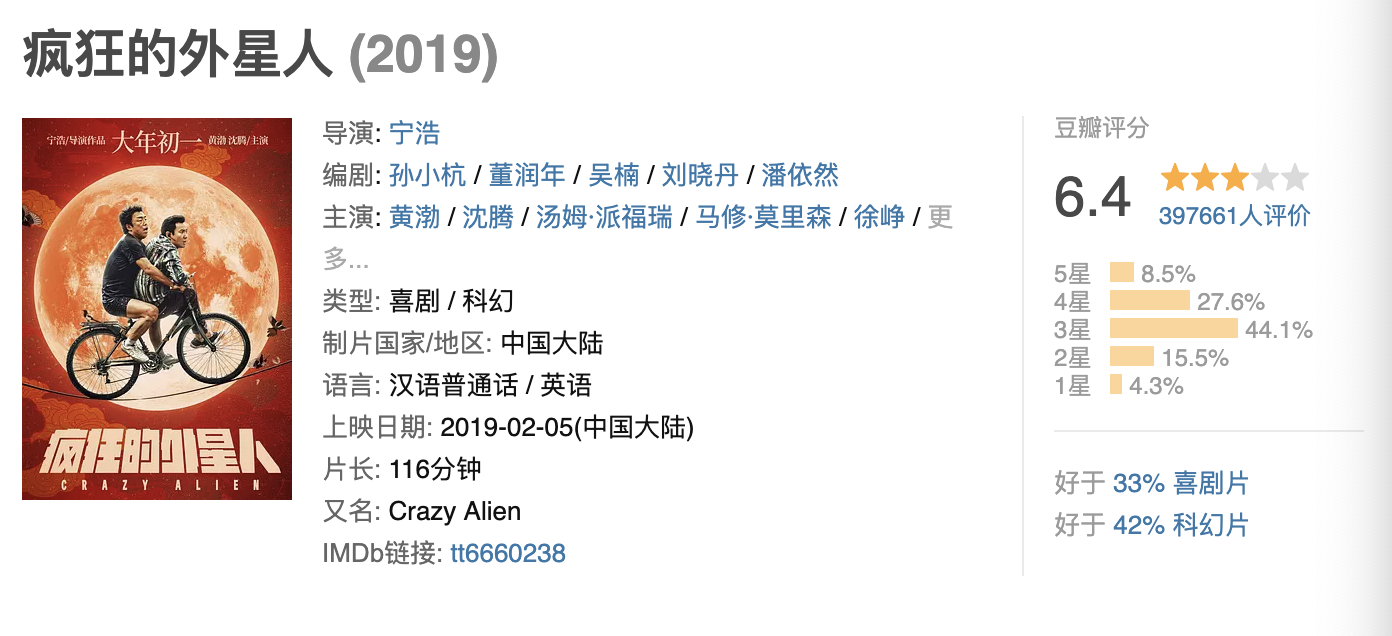 疯狂的外星人 (2019)
宁浩/导演作品 大年初一 黄渤 沈腾/主演
疯狂的外星人
CRAZY ALIEN
导演: 宁浩
编剧: 孙小杭 / 董润年 / 吴楠 / 刘晓丹 / 潘依然
主演: 黄渤 / 沈腾 / 汤姆·派福瑞 / 马修·莫里森 / 徐峥 / 更
多...
类型: 喜剧 / 科幻
制片国家/地区: 中国大陆
语言: 汉语普通话 / 英语
上映日期: 2019-02-05(中国大陆)
片长: 116分钟
又名: Crazy Alien
IMDb链接: tt6660238
豆瓣评分
6.4
397661人评价
5星 8.5%
4星 27.6%
3星 44.1%
2星 15.5%
1星 4.3%
好于 33% 喜剧片
好于 42% 科幻片